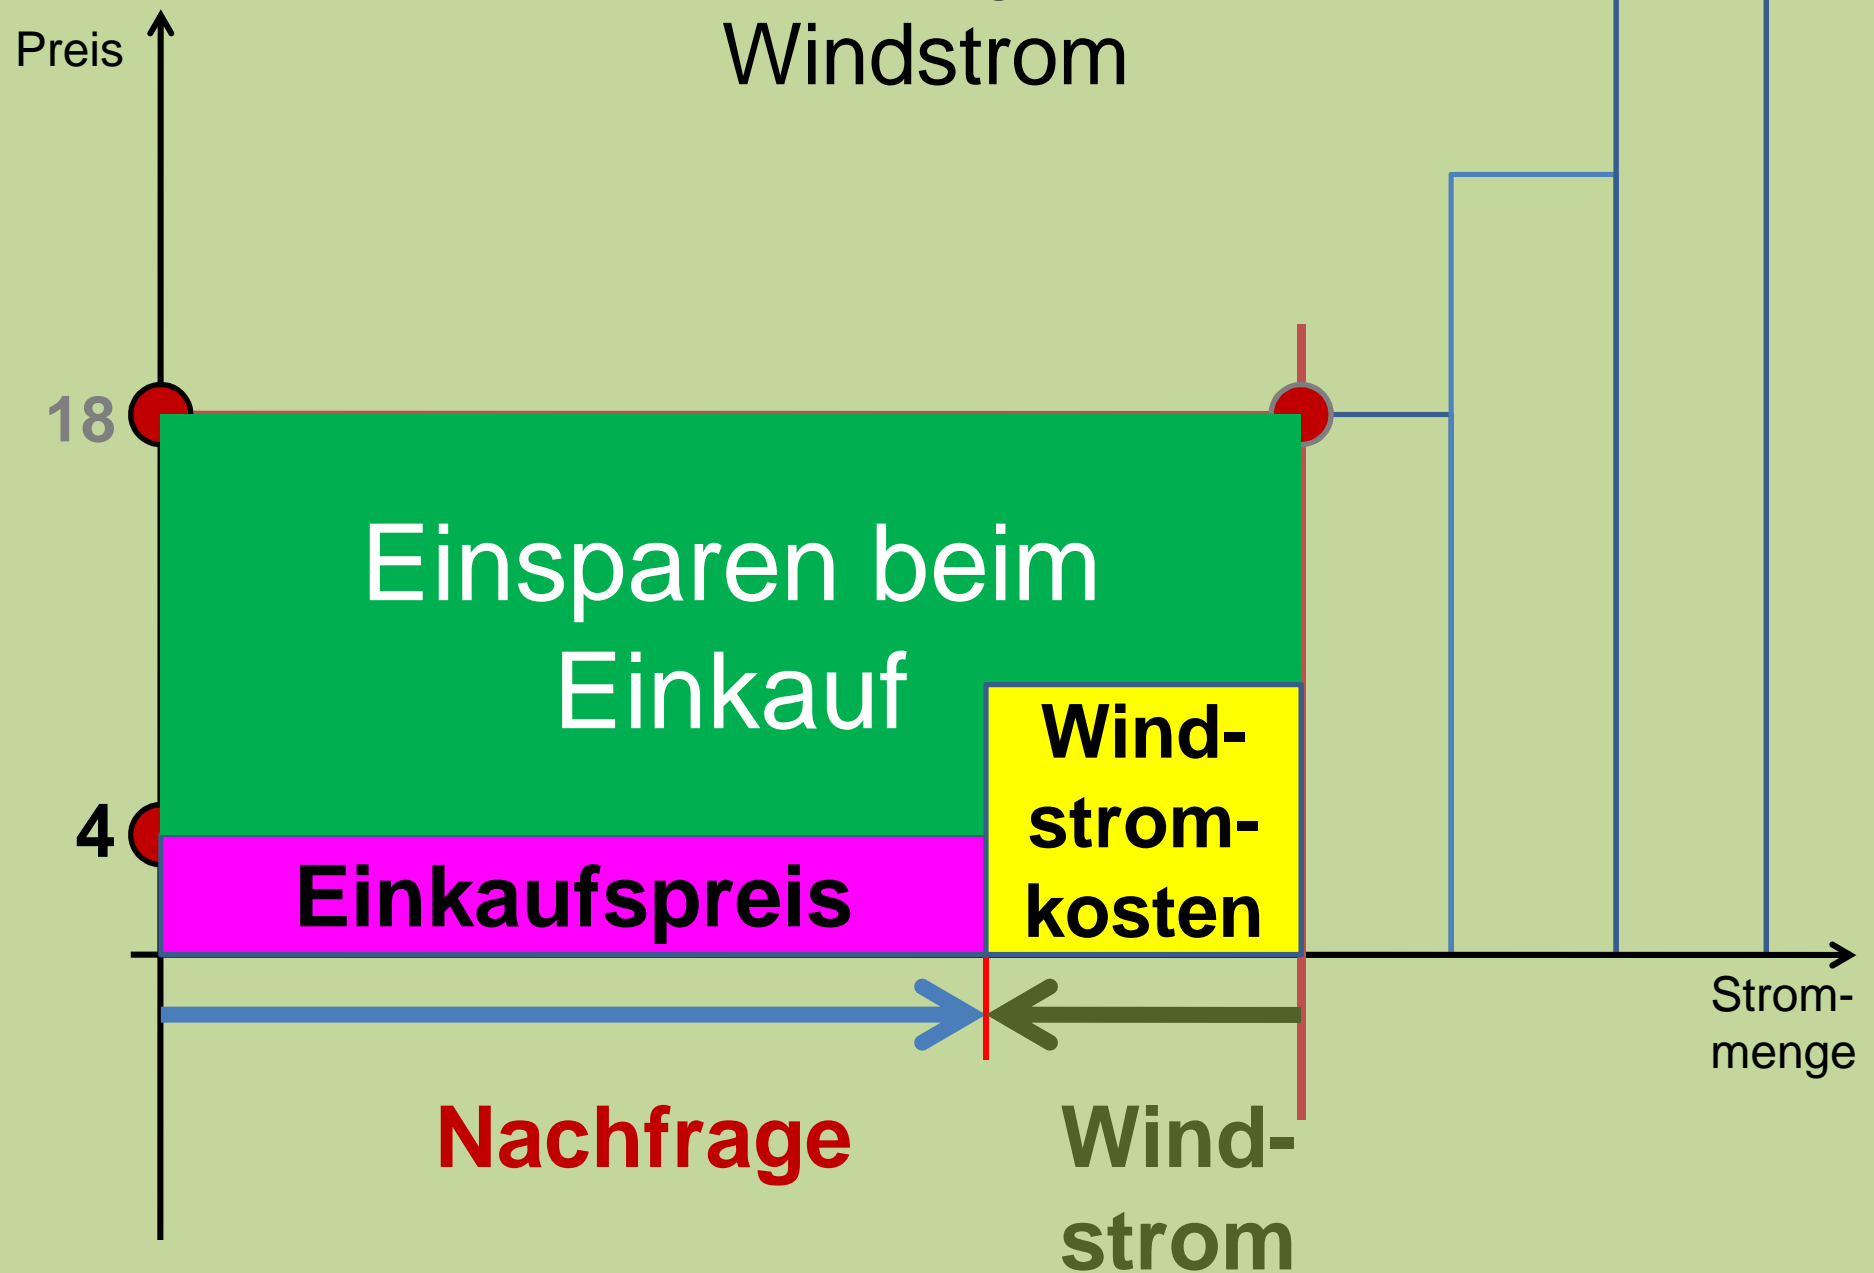 Windstrom
Preis
18
Einsparen beim
Einkauf
4
Einkaufspreis
Wind-
strom-
kosten
Strom-
menge
Nachfrage
Wind-
strom